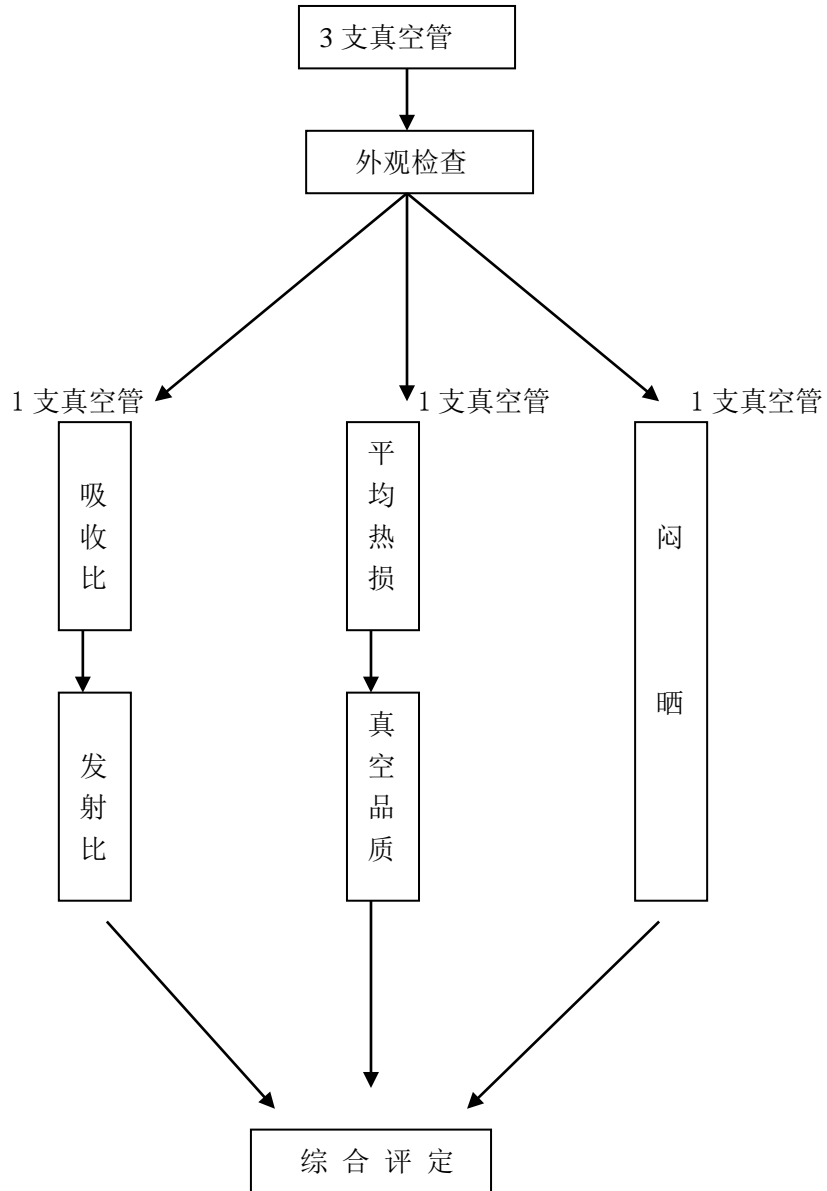 3 支真空管
外观检查
1 支真空管
1 支真空管
1 支真空管
吸收比
平均热损
闷晒
发射比
真空品质
综 合 评 定